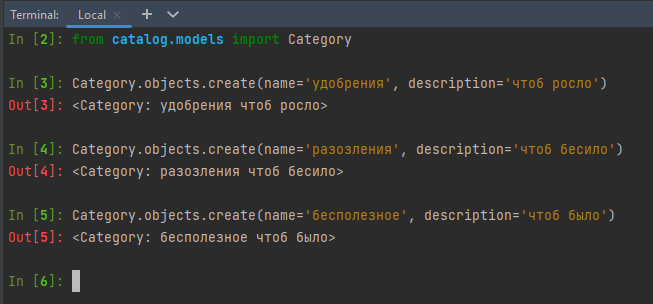 Terminal: Local × +
In [2]: from catalog.models import Category
In [3]: Category.objects.create(name='удобрения', description='чтоб росло')
Out[3]: <Category: удобрения чтоб росло>
In [4]: Category.objects.create(name='разозления', description='чтоб бесило')
Out[4]: <Category: разозления чтоб бесило>
In [5]: Category.objects.create(name='бесполезное', description='чтоб было')
Out[5]: <Category: бесполезное чтоб было>
In [6]: